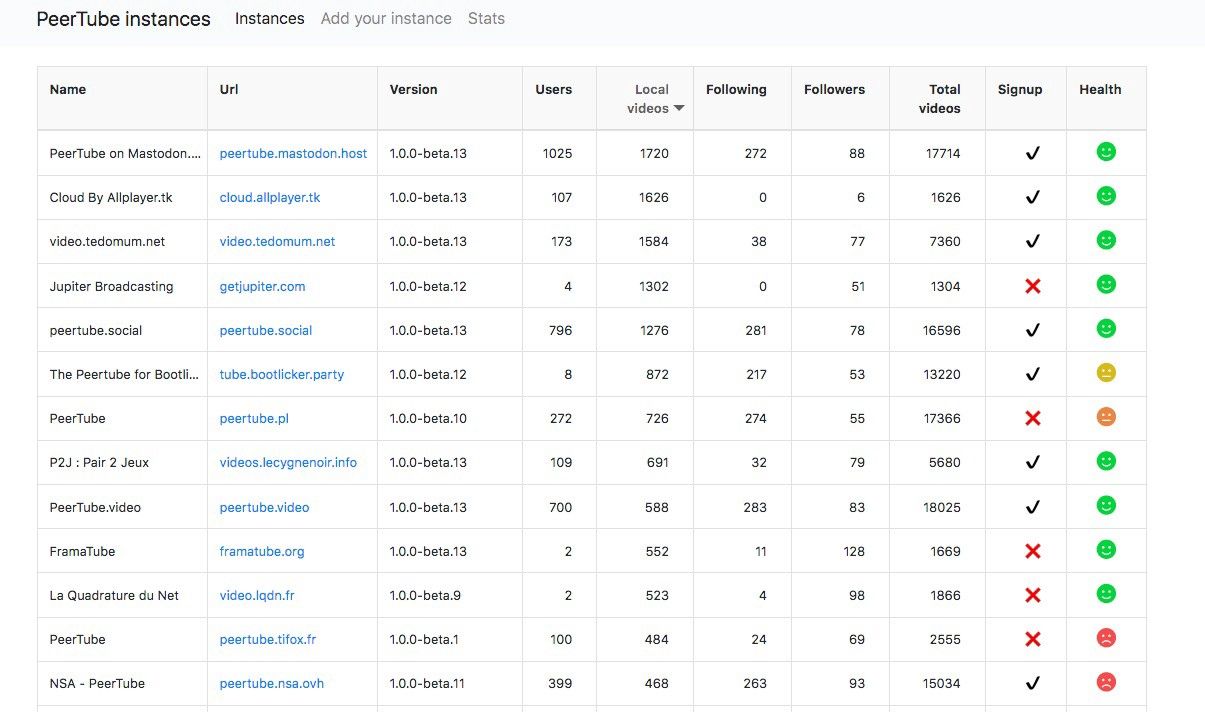 PeerTube instances Instances Add your instance Stats
Name Url Version Users Local videos Following Followers Total videos Signup Health
PeerTube on Mastodon.... peertube.mastodon.host 1.0.0-beta.13 1025 1720 272 88 17714
Cloud By Allplayer.tk cloud.allplayer.tk 1.0.0-beta.13 107 1626 0 6 1626
video.tedomum.net video.tedomum.net 1.0.0-beta.13 173 1584 38 77 7360
Jupiter Broadcasting getjupiter.com 1.0.0-beta.12 4 1302 0 51 1304
peertube.social peertube.social 1.0.0-beta.13 796 1276 281 78 16596
The Peertube for Bootli... tube.bootlicker.party 1.0.0-beta.12 8 872 217 53 13220
PeerTube peertube.pl 1.0.0-beta.10 272 726 274 55 17366
P2J : Pair 2 Jeux videos.lecygnenoir.info 1.0.0-beta.13 109 691 32 79 5680
PeerTube.video peertube.video 1.0.0-beta.13 700 588 283 83 18025
FramaTube framatube.org 1.0.0-beta.13 2 552 11 128 1669
La Quadrature du Net video.lqdn.fr 1.0.0-beta.9 2 523 4 98 1866
PeerTube peertube.tifox.fr 1.0.0-beta.1 100 484 24 69 2555
NSA - PeerTube peertube.nsa.ovh 1.0.0-beta.11 399 468 263 93 15034